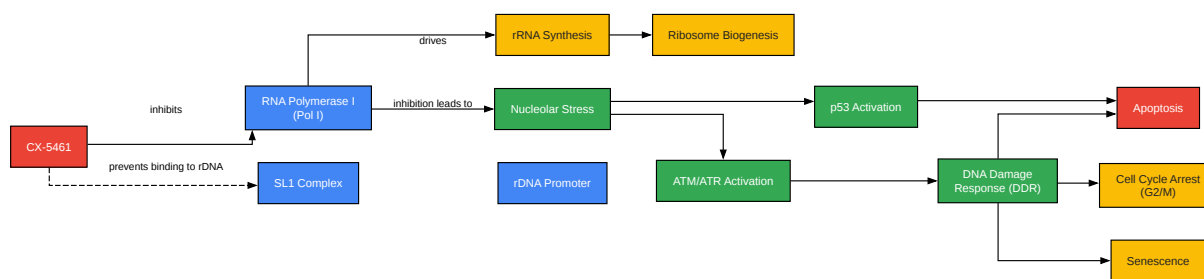 drives
rRNA Synthesis
Ribosome Biogenesis
inhibits
RNA Polymerase I
(Pol I)
inhibition leads to
Nucleolar Stress
p53 Activation
Apoptosis
CX-5461
prevents binding to rDNA
SL1 Complex
rDNA Promoter
ATM/ATR Activation
DNA Damage
Response (DDR)
Cell Cycle Arrest
(G2/M)
Senescence